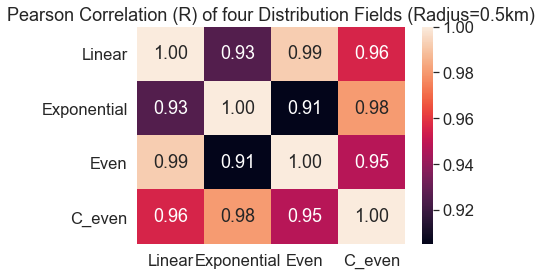 Pearson Correlation (R) of four Distribution Fields (Radjus=0.5km)
Linear 1.00 0.93 0.99 0.96
Exponential 0.93 1.00 0.91 0.98
Even 0.99 0.91 1.00 0.95
C_even 0.96 0.98 0.95 1.00
Linear Exponential Even C_even
1.00
0.98
0.96
0.94
0.92